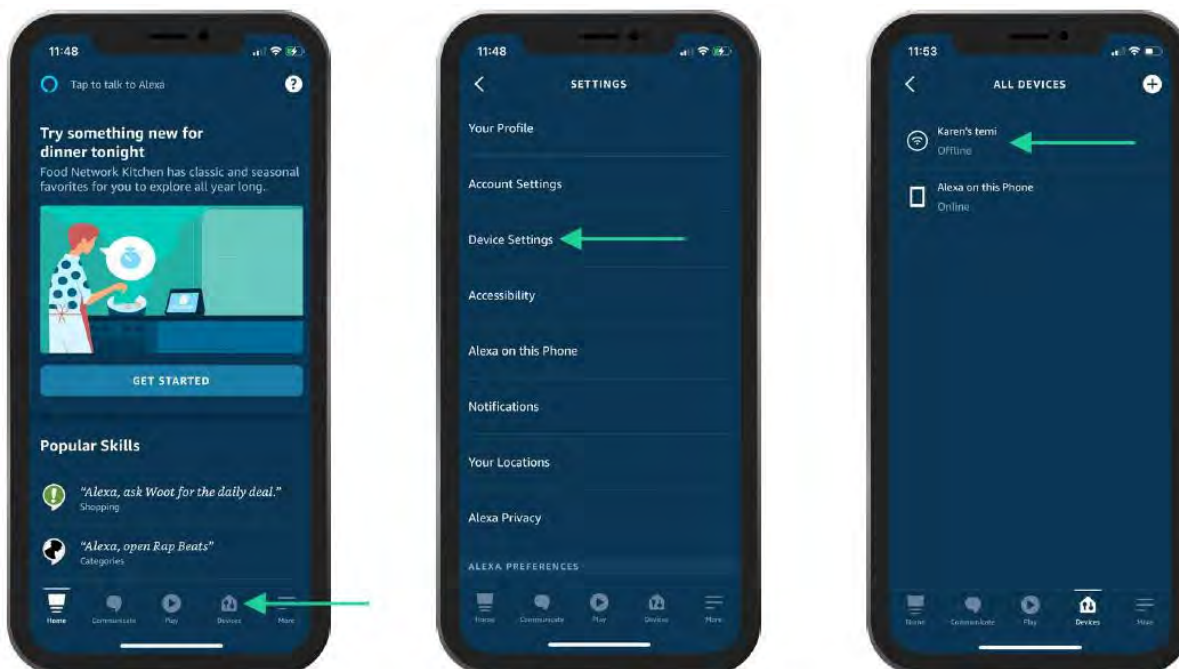 11:48
Tap to talk to Alexa
?
Try something new for
dinner tonight
Food Network Kitchen has classic and seasonal
favorites for you to explore all year long.
GET STARTED
Popular Skills
"Alexa, ask Woot for the daily deal."
Shopping
"Alexa, open Rap Beats"
Categories
Home
Communicate
Play
Devices
More
11:48
SETTINGS
Your Profile
Account Settings
Device Settings
Accessibility
Alexa on this Phone
Notifications
Your Locations
Alexa Privacy
ALEXA PREFERENCES
Home
Communicate
Play
Devices
More
11:53
ALL DEVICES
Karen's temi
Offline
Alexa on this Phone
Online
Home
Communicate
Play
Devices
More